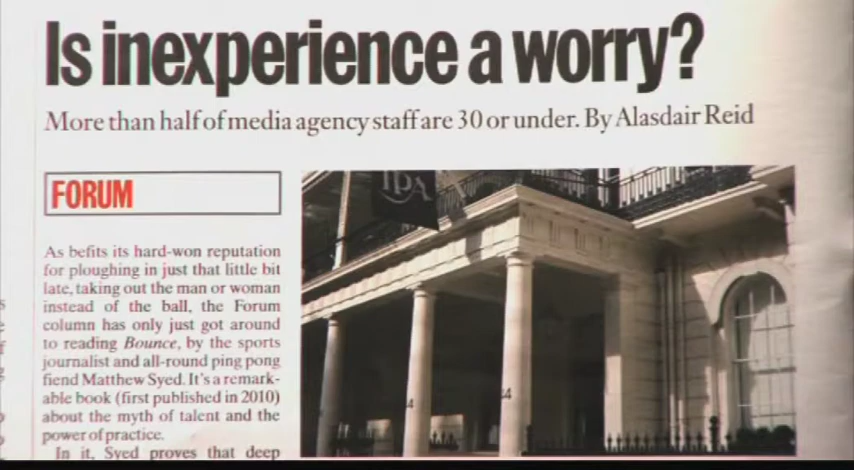 Is inexperience a worry?
More than half of media agency staff are 30 or under. By Alasdair Reid
IPA
FORUM
As befits its hard-won reputation
for ploughing in just that little bit
late, taking out the man or woman
instead of the ball, the Forum
column has only just got around
to reading Bounce, by the sports
journalist and all-round ping pong
fiend Matthew Syed. It's a remark-
able book (first published in 2010)
about the myth of talent and the
power of practice.
In it, Syed proves that deep